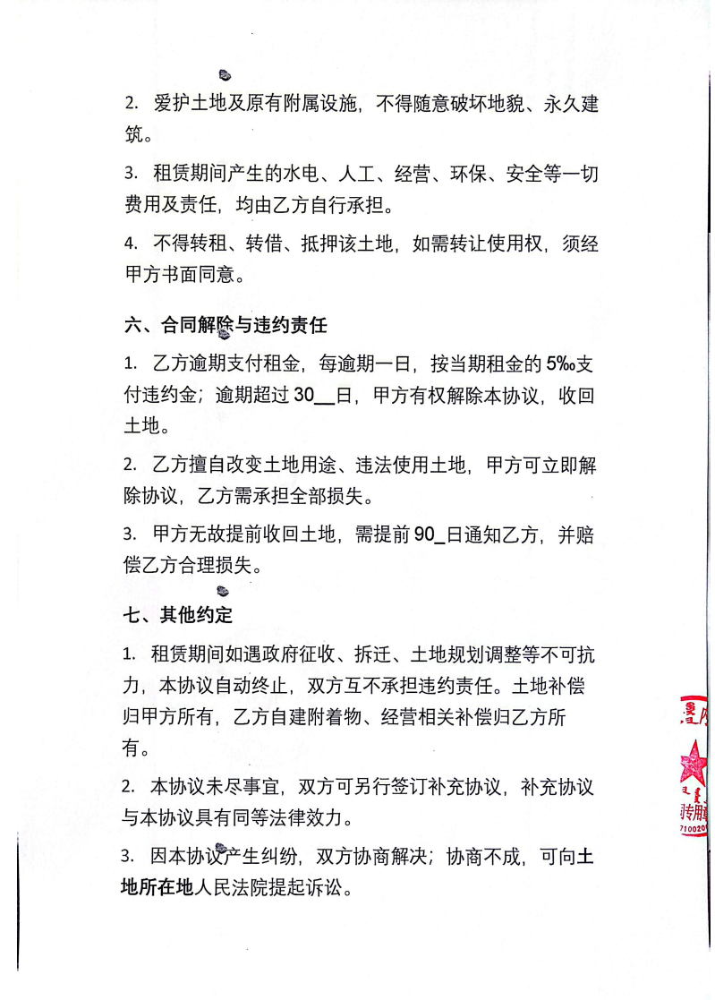 2. 爱护土地及原有附属设施，不得随意破坏地貌、永久建
筑。
3. 租赁期间产生的水电、人工、经营、环保、安全等一切
费用及责任，均由乙方自行承担。
4. 不得转租、转借、抵押该土地，如需转让使用权，须经
甲方书面同意。
六、合同解除与违约责任
1. 乙方逾期支付租金，每逾期一日，按当期租金的 5‰支
付违约金；逾期超过 30__日，甲方有权解除本协议，收回
土地。
2. 乙方擅自改变土地用途、违法使用土地，甲方可立即解
除协议，乙方需承担全部损失。
3. 甲方无故提前收回土地，需提前 90_日通知乙方，并赔
偿乙方合理损失。
七、其他约定
1. 租赁期间如遇政府征收、拆迁、土地规划调整等不可抗
力，本协议自动终止，双方互不承担违约责任。土地补偿
归甲方所有，乙方自建附着物、经营相关补偿归乙方所
有。
2. 本协议未尽事宜，双方可另行签订补充协议，补充协议
与本协议具有同等法律效力。
3. 因本协议产生纠纷，双方协商解决；协商不成，可向土
地所在地人民法院提起诉讼。
专用章
710020